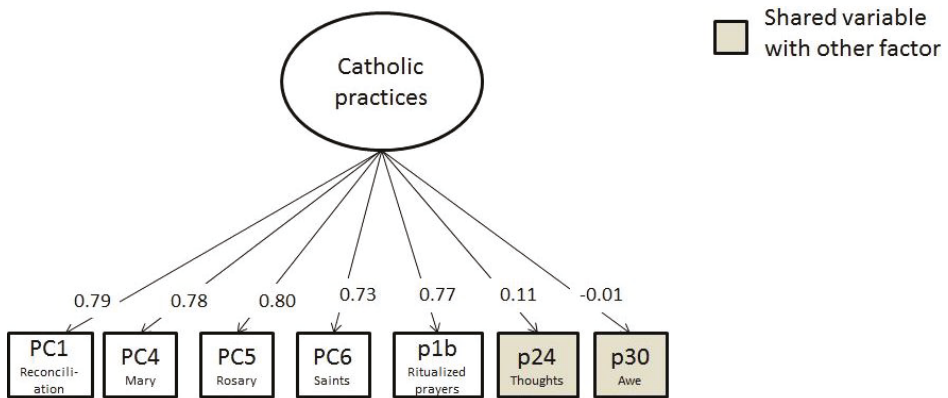 Shared variable
with other factor
Catholic
practices
0.79
0.78
0.80
0.73
0.77
0.11
-0.01
PC1
Reconcili-
ation
PC4
Mary
PC5
Rosary
PC6
Saints
p1b
Ritualized
prayers
p24
Thoughts
p30
Awe